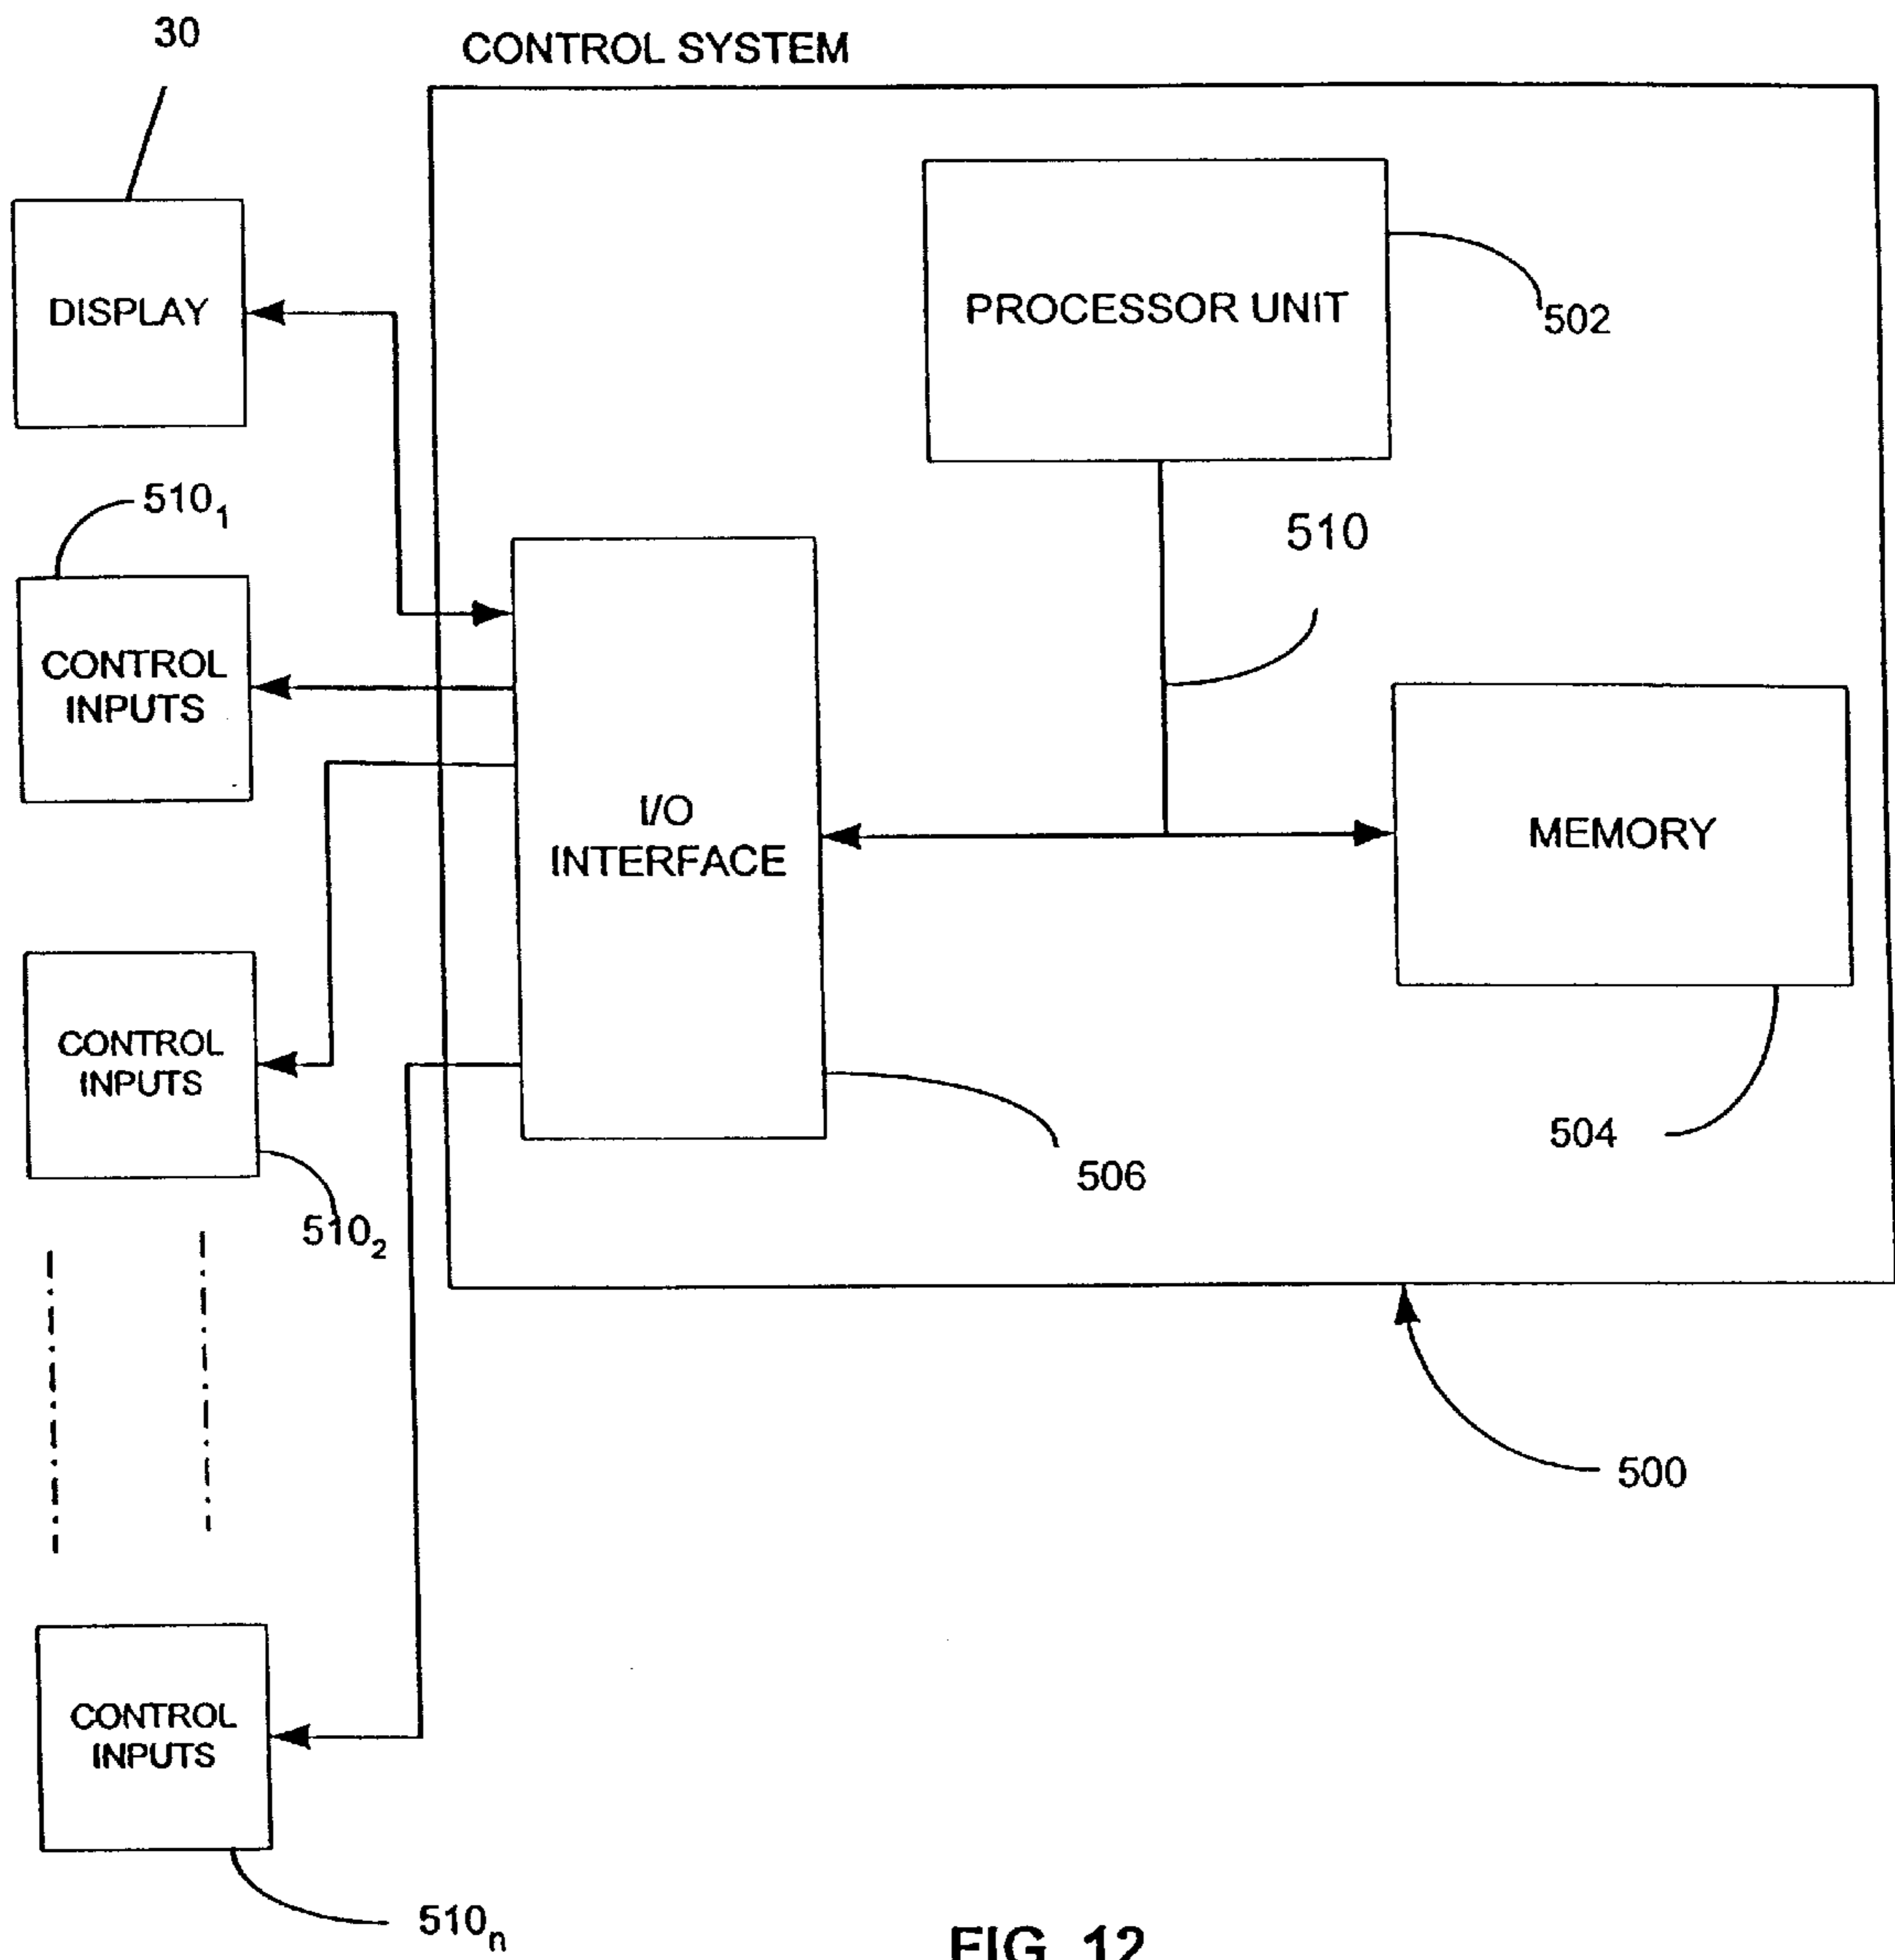 30
CONTROL SYSTEM
DISPLAY
PROCESSOR UNIT
502
510₁
510
CONTROL
INPUTS
I/O
INTERFACE
MEMORY
CONTROL
INPUTS
504
506
510₂
500
CONTROL
INPUTS
510ₙ
FIG. 12